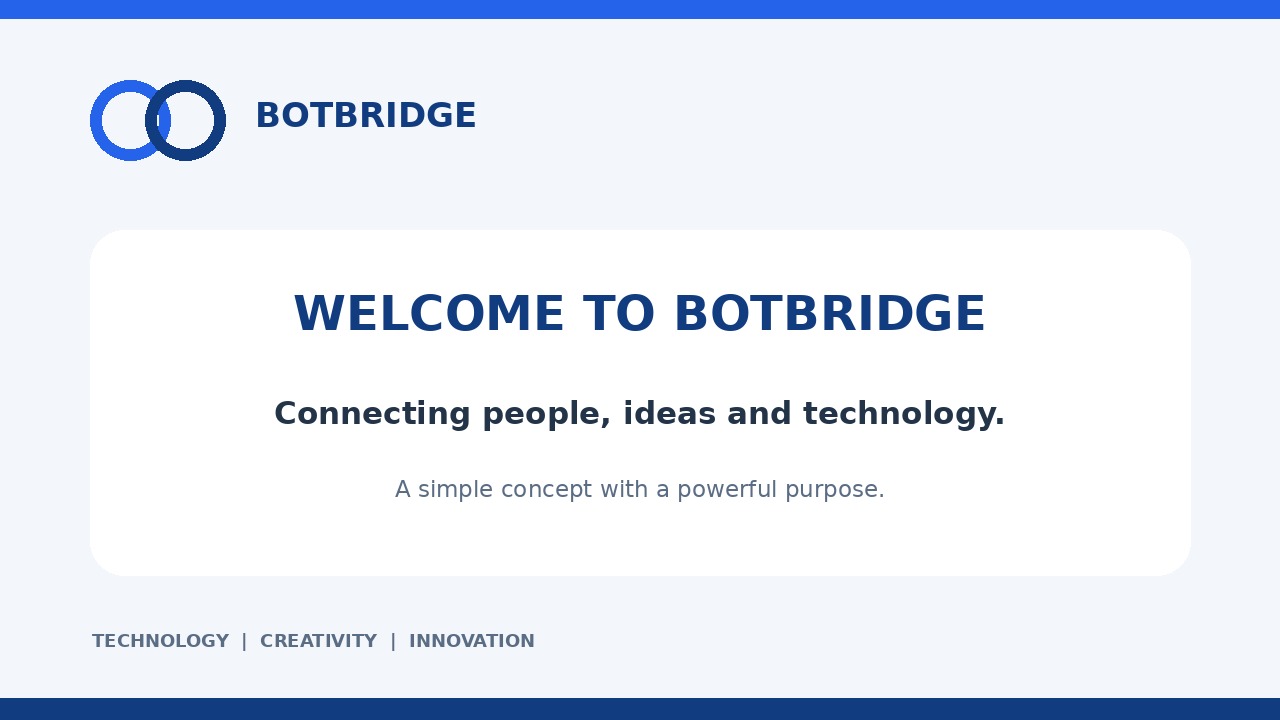 BOTBRIDGE
WELCOME TO BOTBRIDGE
Connecting people, ideas and technology.
A simple concept with a powerful purpose.
TECHNOLOGY | CREATIVITY | INNOVATION